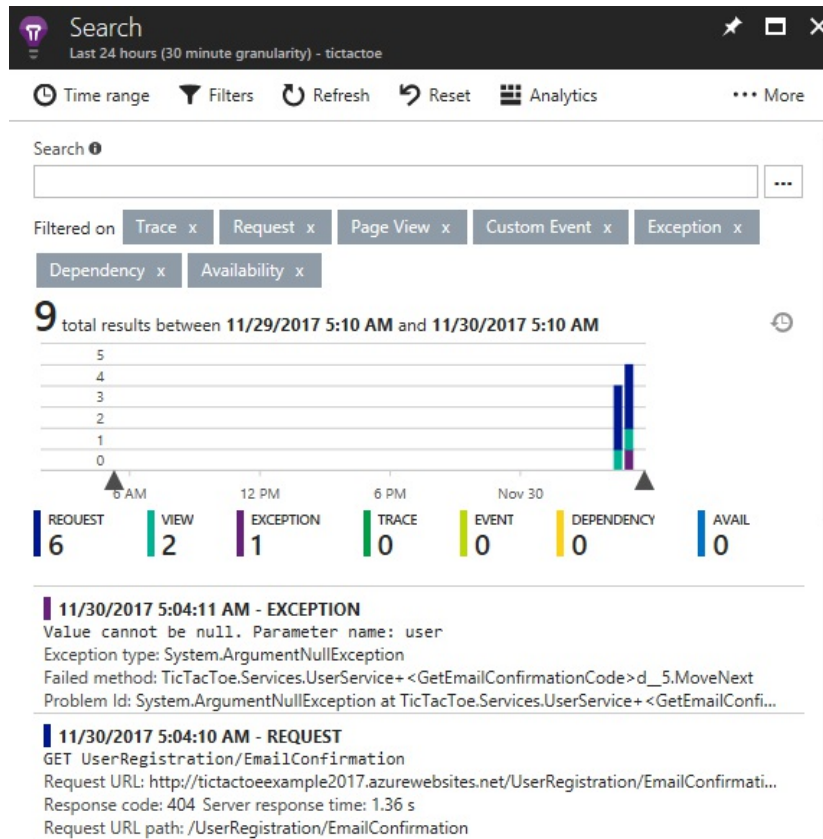 Search
Last 24 hours (30 minute granularity) - tictactoe
Time range Filters Refresh Reset Analytics ••• More
Search
...
Filtered on Trace x Request x Page View x Custom Event x Exception x
Dependency x Availability x
9 total results between 11/29/2017 5:10 AM and 11/30/2017 5:10 AM
5
4
3
2
1
0
6 AM 12 PM 6 PM Nov 30
REQUEST VIEW EXCEPTION TRACE EVENT DEPENDENCY AVAIL
6 2 1 0 0 0 0
11/30/2017 5:04:11 AM - EXCEPTION
Value cannot be null. Parameter name: user
Exception type: System.ArgumentNullException
Failed method: TicTacToe.Services.UserService+<GetEmailConfirmationCode>d__5.MoveNext
Problem Id: System.ArgumentNullException at TicTacToe.Services.UserService+<GetEmailConfi...
11/30/2017 5:04:10 AM - REQUEST
GET UserRegistration/EmailConfirmation
Request URL: http://tictactoeexample2017.azurewebsites.net/UserRegistration/EmailConfirmati...
Response code: 404 Server response time: 1.36 s
Request URL path: /UserRegistration/EmailConfirmation